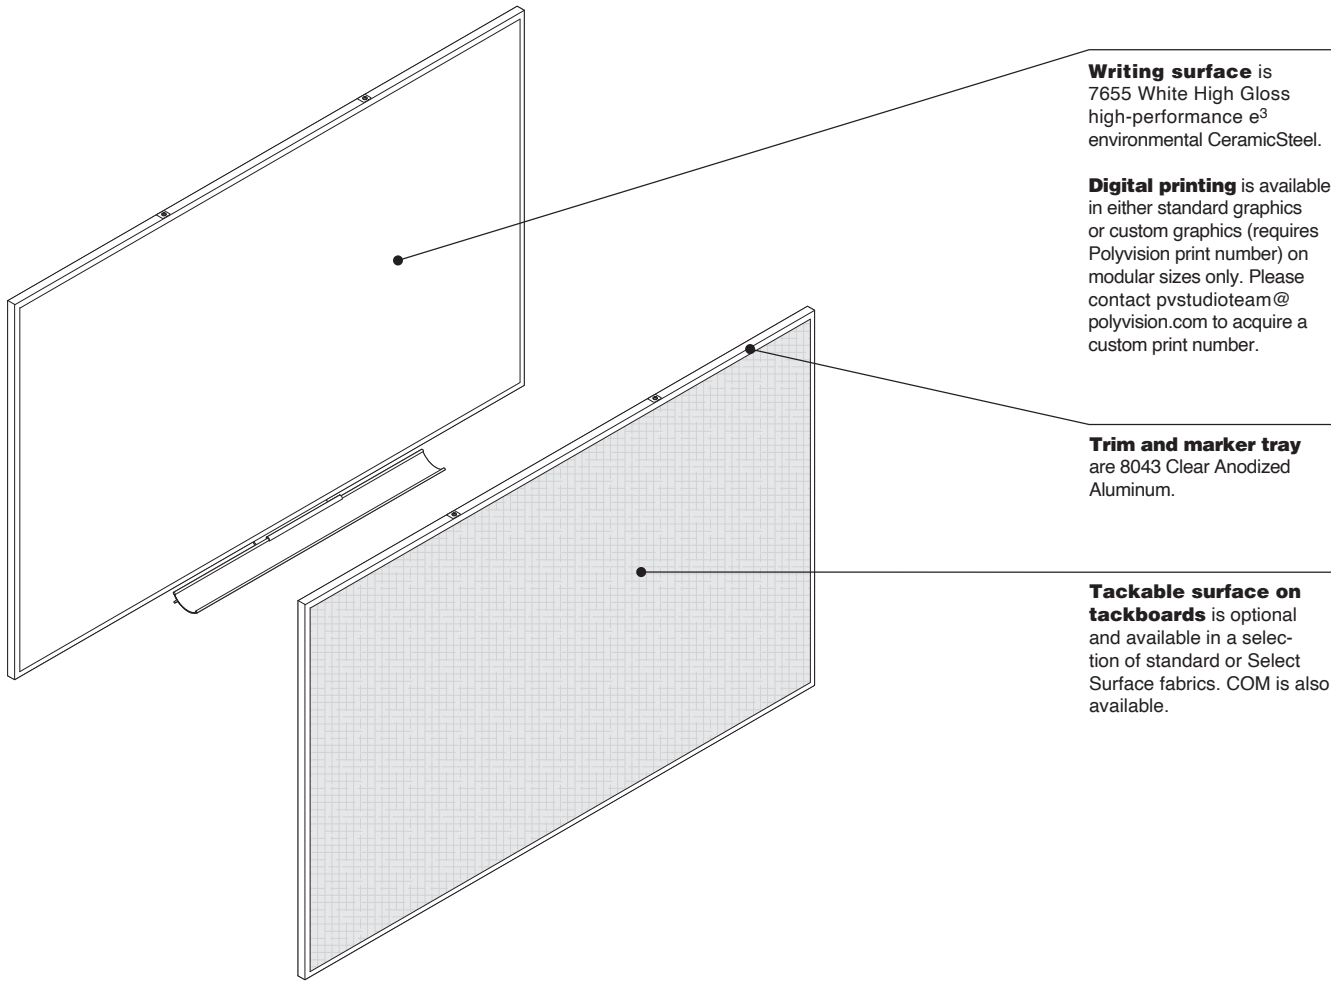 Writing surface is
7655 White High Gloss
high-performance e³
environmental CeramicSteel.
Digital printing is available
in either standard graphics
or custom graphics (requires
Polyvision print number) on
modular sizes only. Please
contact pvstudioteam@
polyvision.com to acquire a
custom print number.
Trim and marker tray
are 8043 Clear Anodized
Aluminum.
Tackable surface on
tackboards is optional
and available in a selec-
tion of standard or Select
Surface fabrics. COM is also
available.